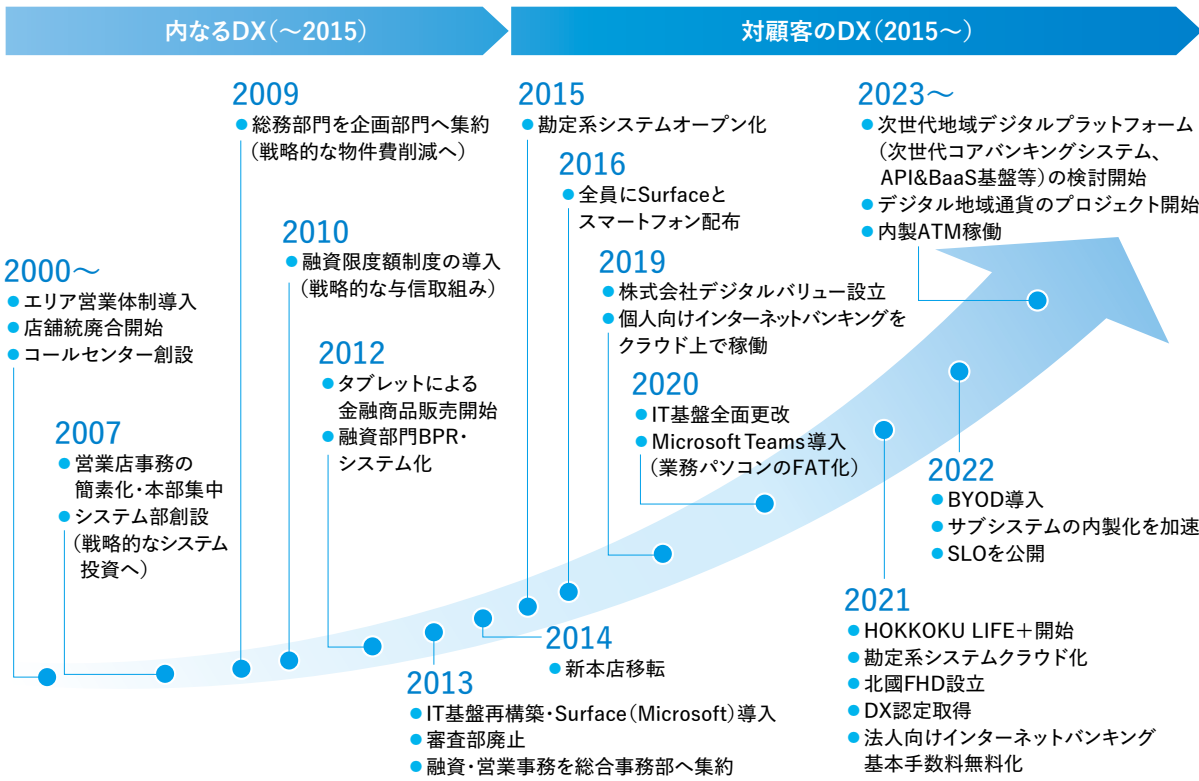 内なるDX（〜2015）
対顧客のDX（2015〜）
2000〜
● エリア営業体制導入
● 店舗統廃合開始
● コールセンター創設
2007
● 営業店事務の
簡素化・本部集中
● システム部創設
（戦略的なシステム
投資へ）
2009
● 総務部門を企画部門へ集約
（戦略的な物件費削減へ）
2010
● 融資限度額制度の導入
（戦略的な与信取組み）
2012
● タブレットによる
金融商品販売開始
● 融資部門BPR・
システム化
2013
● IT基盤再構築・Surface（Microsoft）導入
● 審査部廃止
● 融資・営業事務を総合事務部へ集約
2014
● 新本店移転
2015
● 勘定系システムオープン化
2016
● 全員にSurfaceと
スマートフォン配布
2019
● 株式会社デジタルバリュー設立
● 個人向けインターネットバンキングを
クラウド上で稼働
2020
● IT基盤全面更改
● Microsoft Teams導入
（業務パソコンのFAT化）
2021
● HOKKOKU LIFE＋開始
● 勘定系システムクラウド化
● 北國FHD設立
● DX認定取得
● 法人向けインターネットバンキング
基本手数料無料化
2022
● BYOD導入
● サブシステムの内製化を加速
● SLOを公開
2023〜
● 次世代地域デジタルプラットフォーム
（次世代コアバンキングシステム、
API&BaaS基盤等）の検討開始
● デジタル地域通貨のプロジェクト開始
● 内製ATM稼働